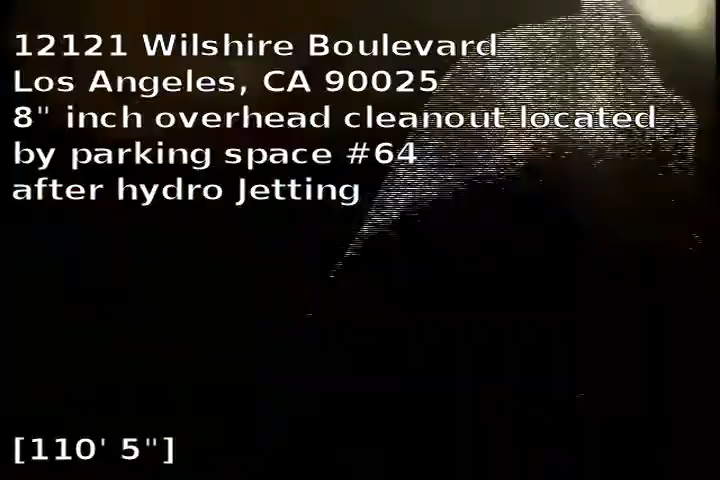 12121 Wilshire Boulevard
Los Angeles, CA 90025
8" inch overhead cleanout located
by parking space #64
after hydro Jetting
[110' 5"]